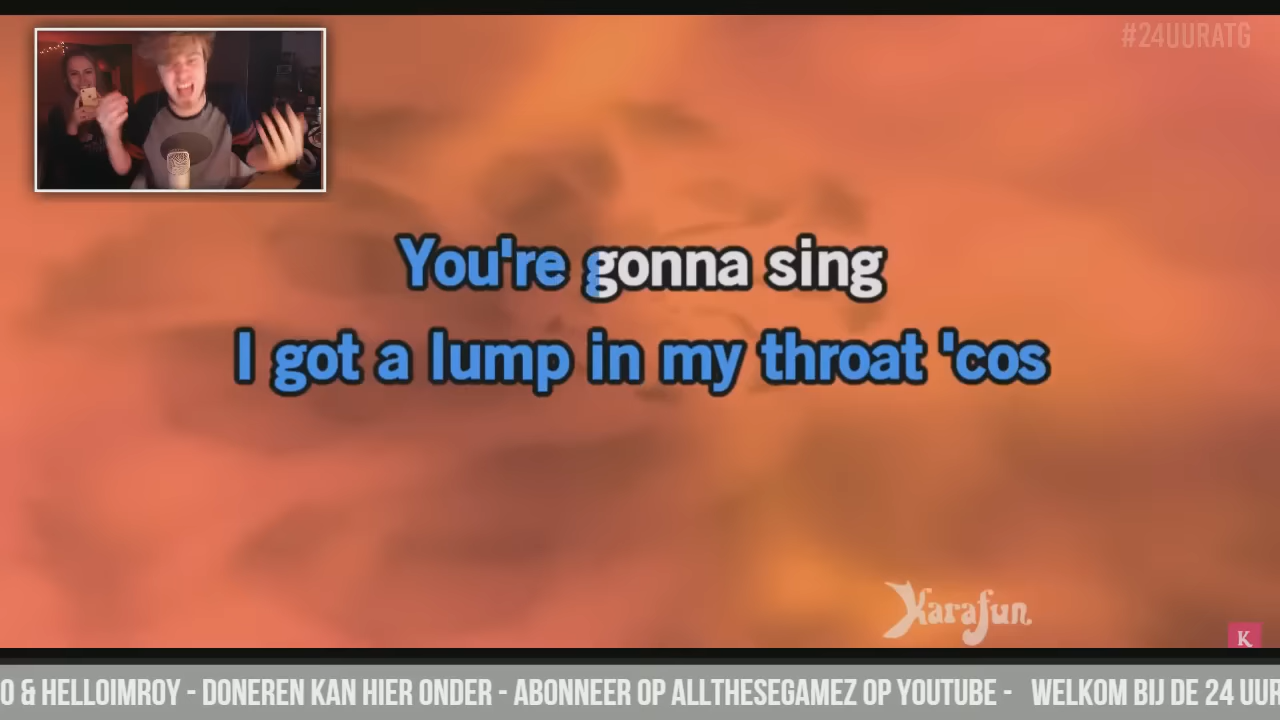 #24UURATG
You're gonna sing
I got a lump in my throat 'cos
Karafun
K
O & HELLOIMROY - DONEREN KAN HIER ONDER - ABONNEER OP ALLTHESEGAMEZ OP YOUTUBE - WELKOM BIJ DE 24 UUR